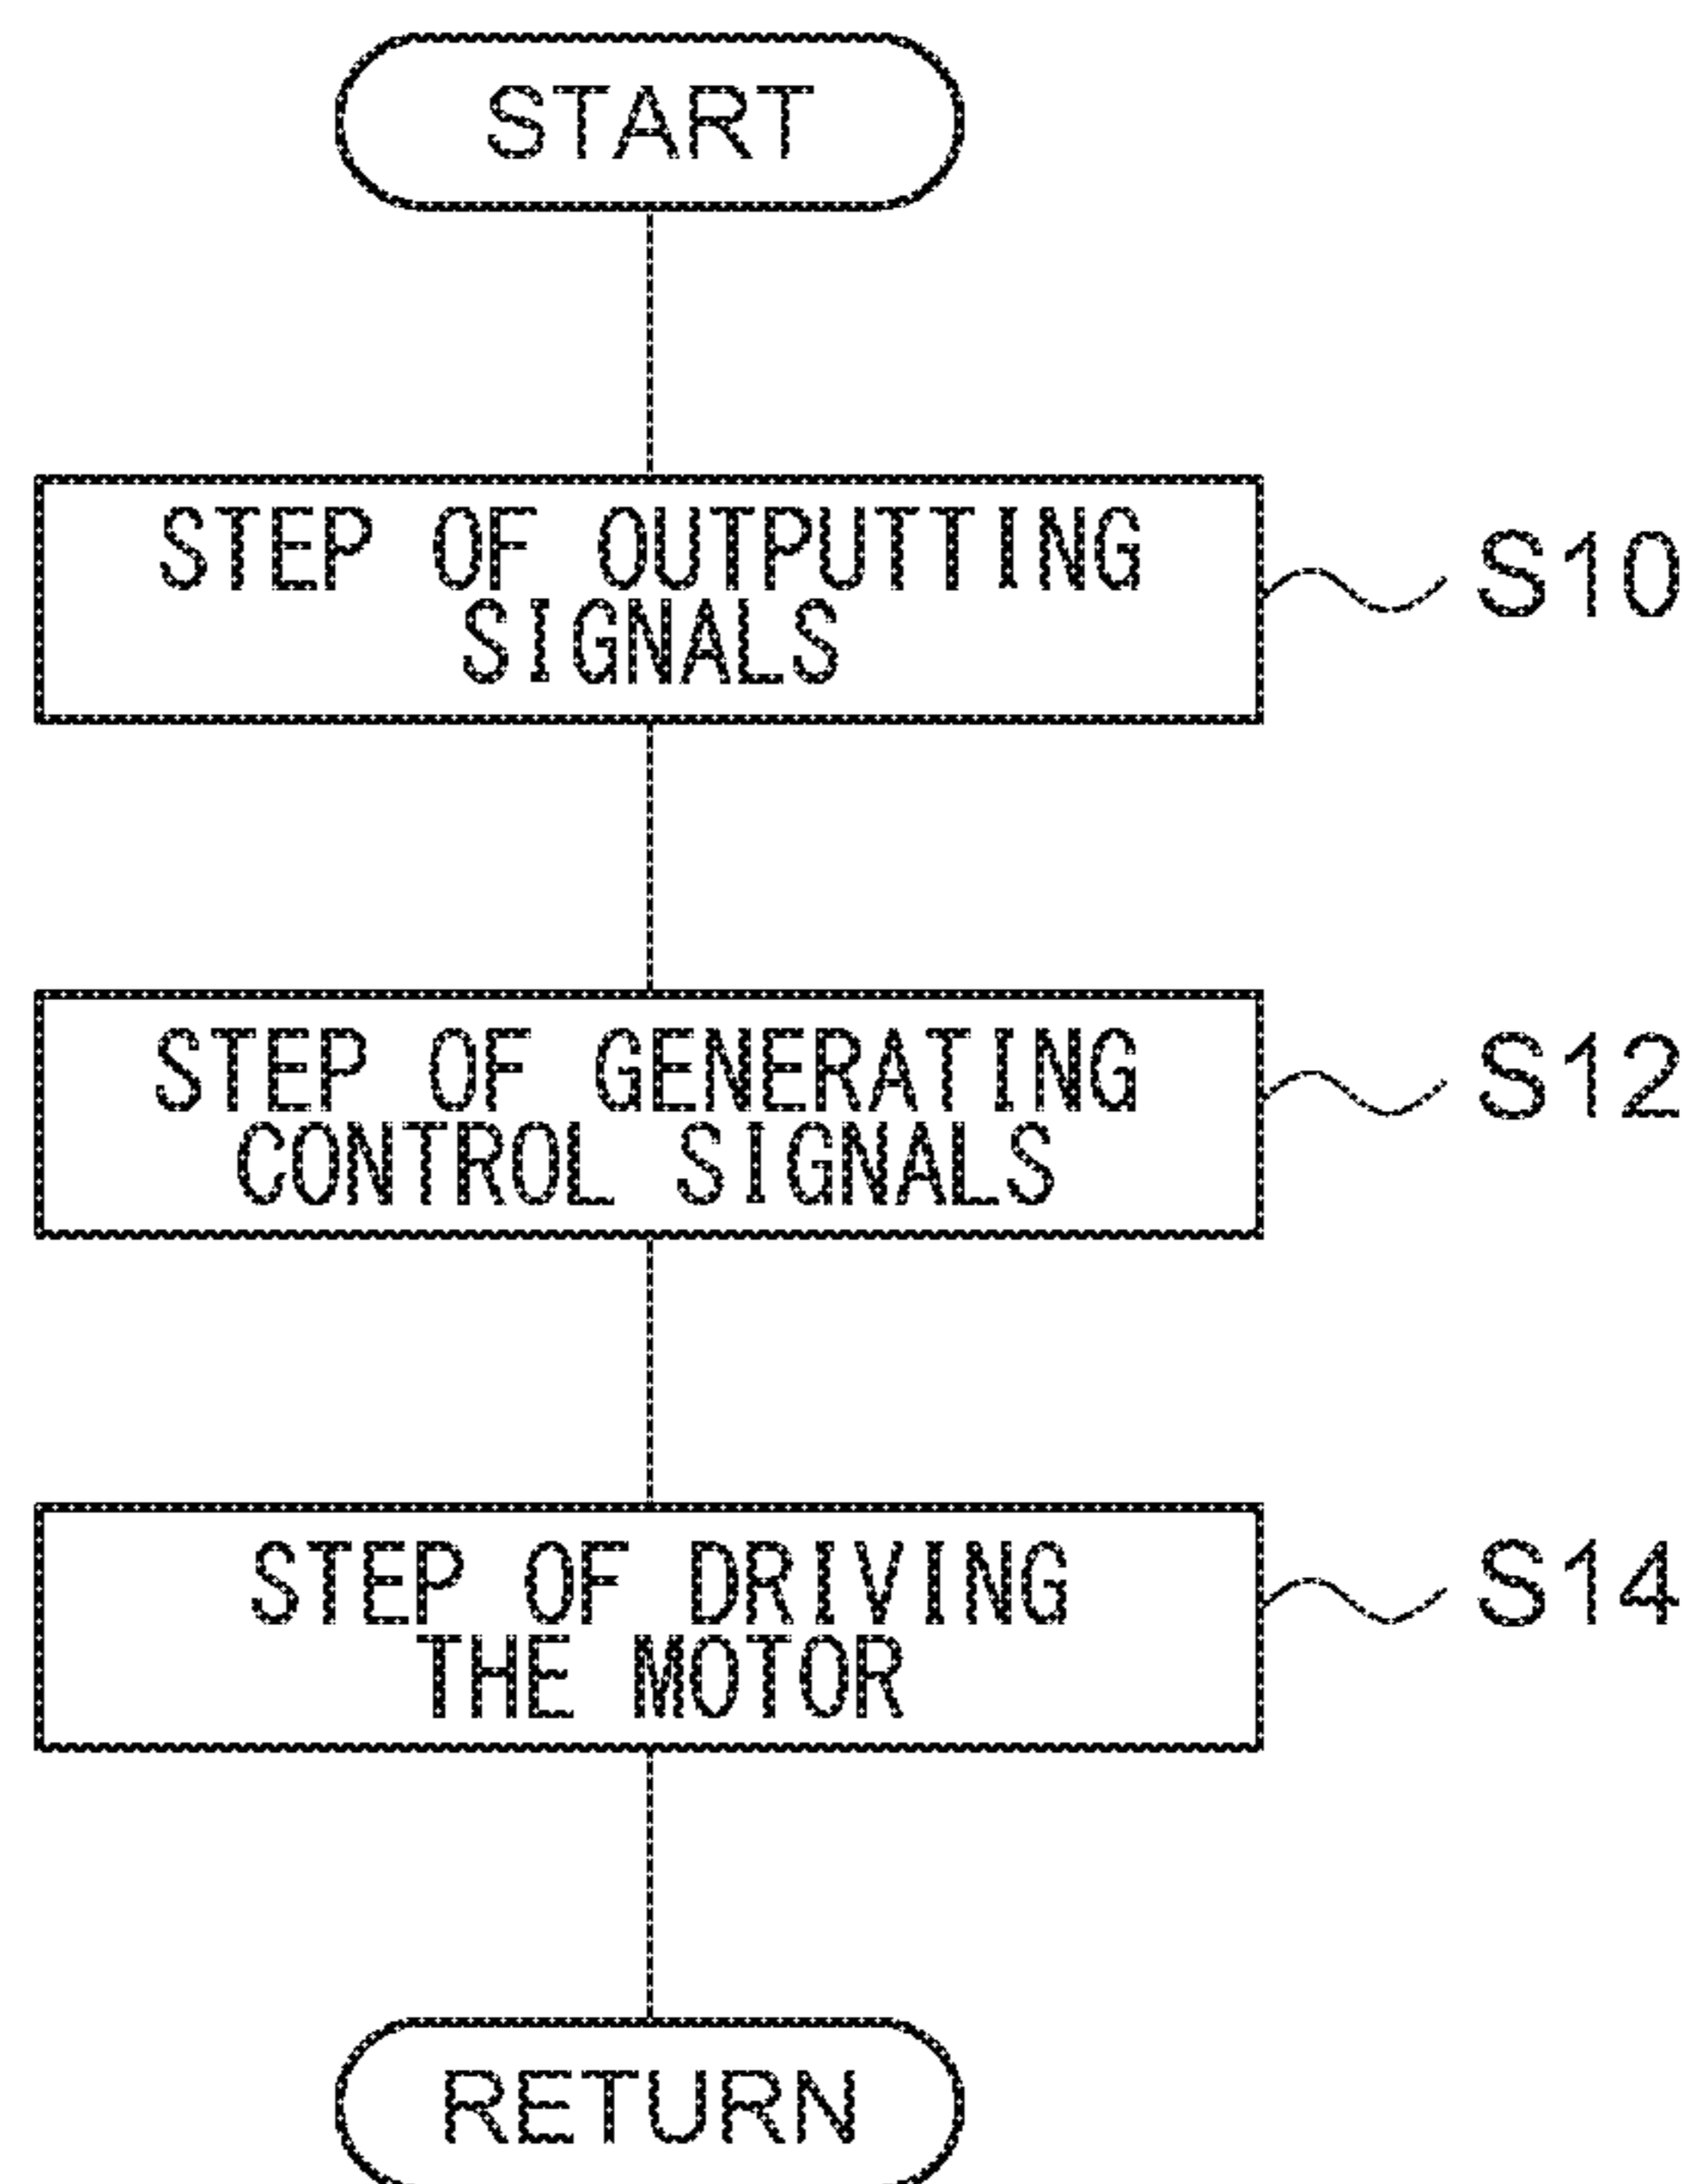 START
STEP OF OUTPUTTING
SIGNALS
S10
STEP OF GENERATING
CONTROL SIGNALS
S12
STEP OF DRIVING
THE MOTOR
S14
RETURN